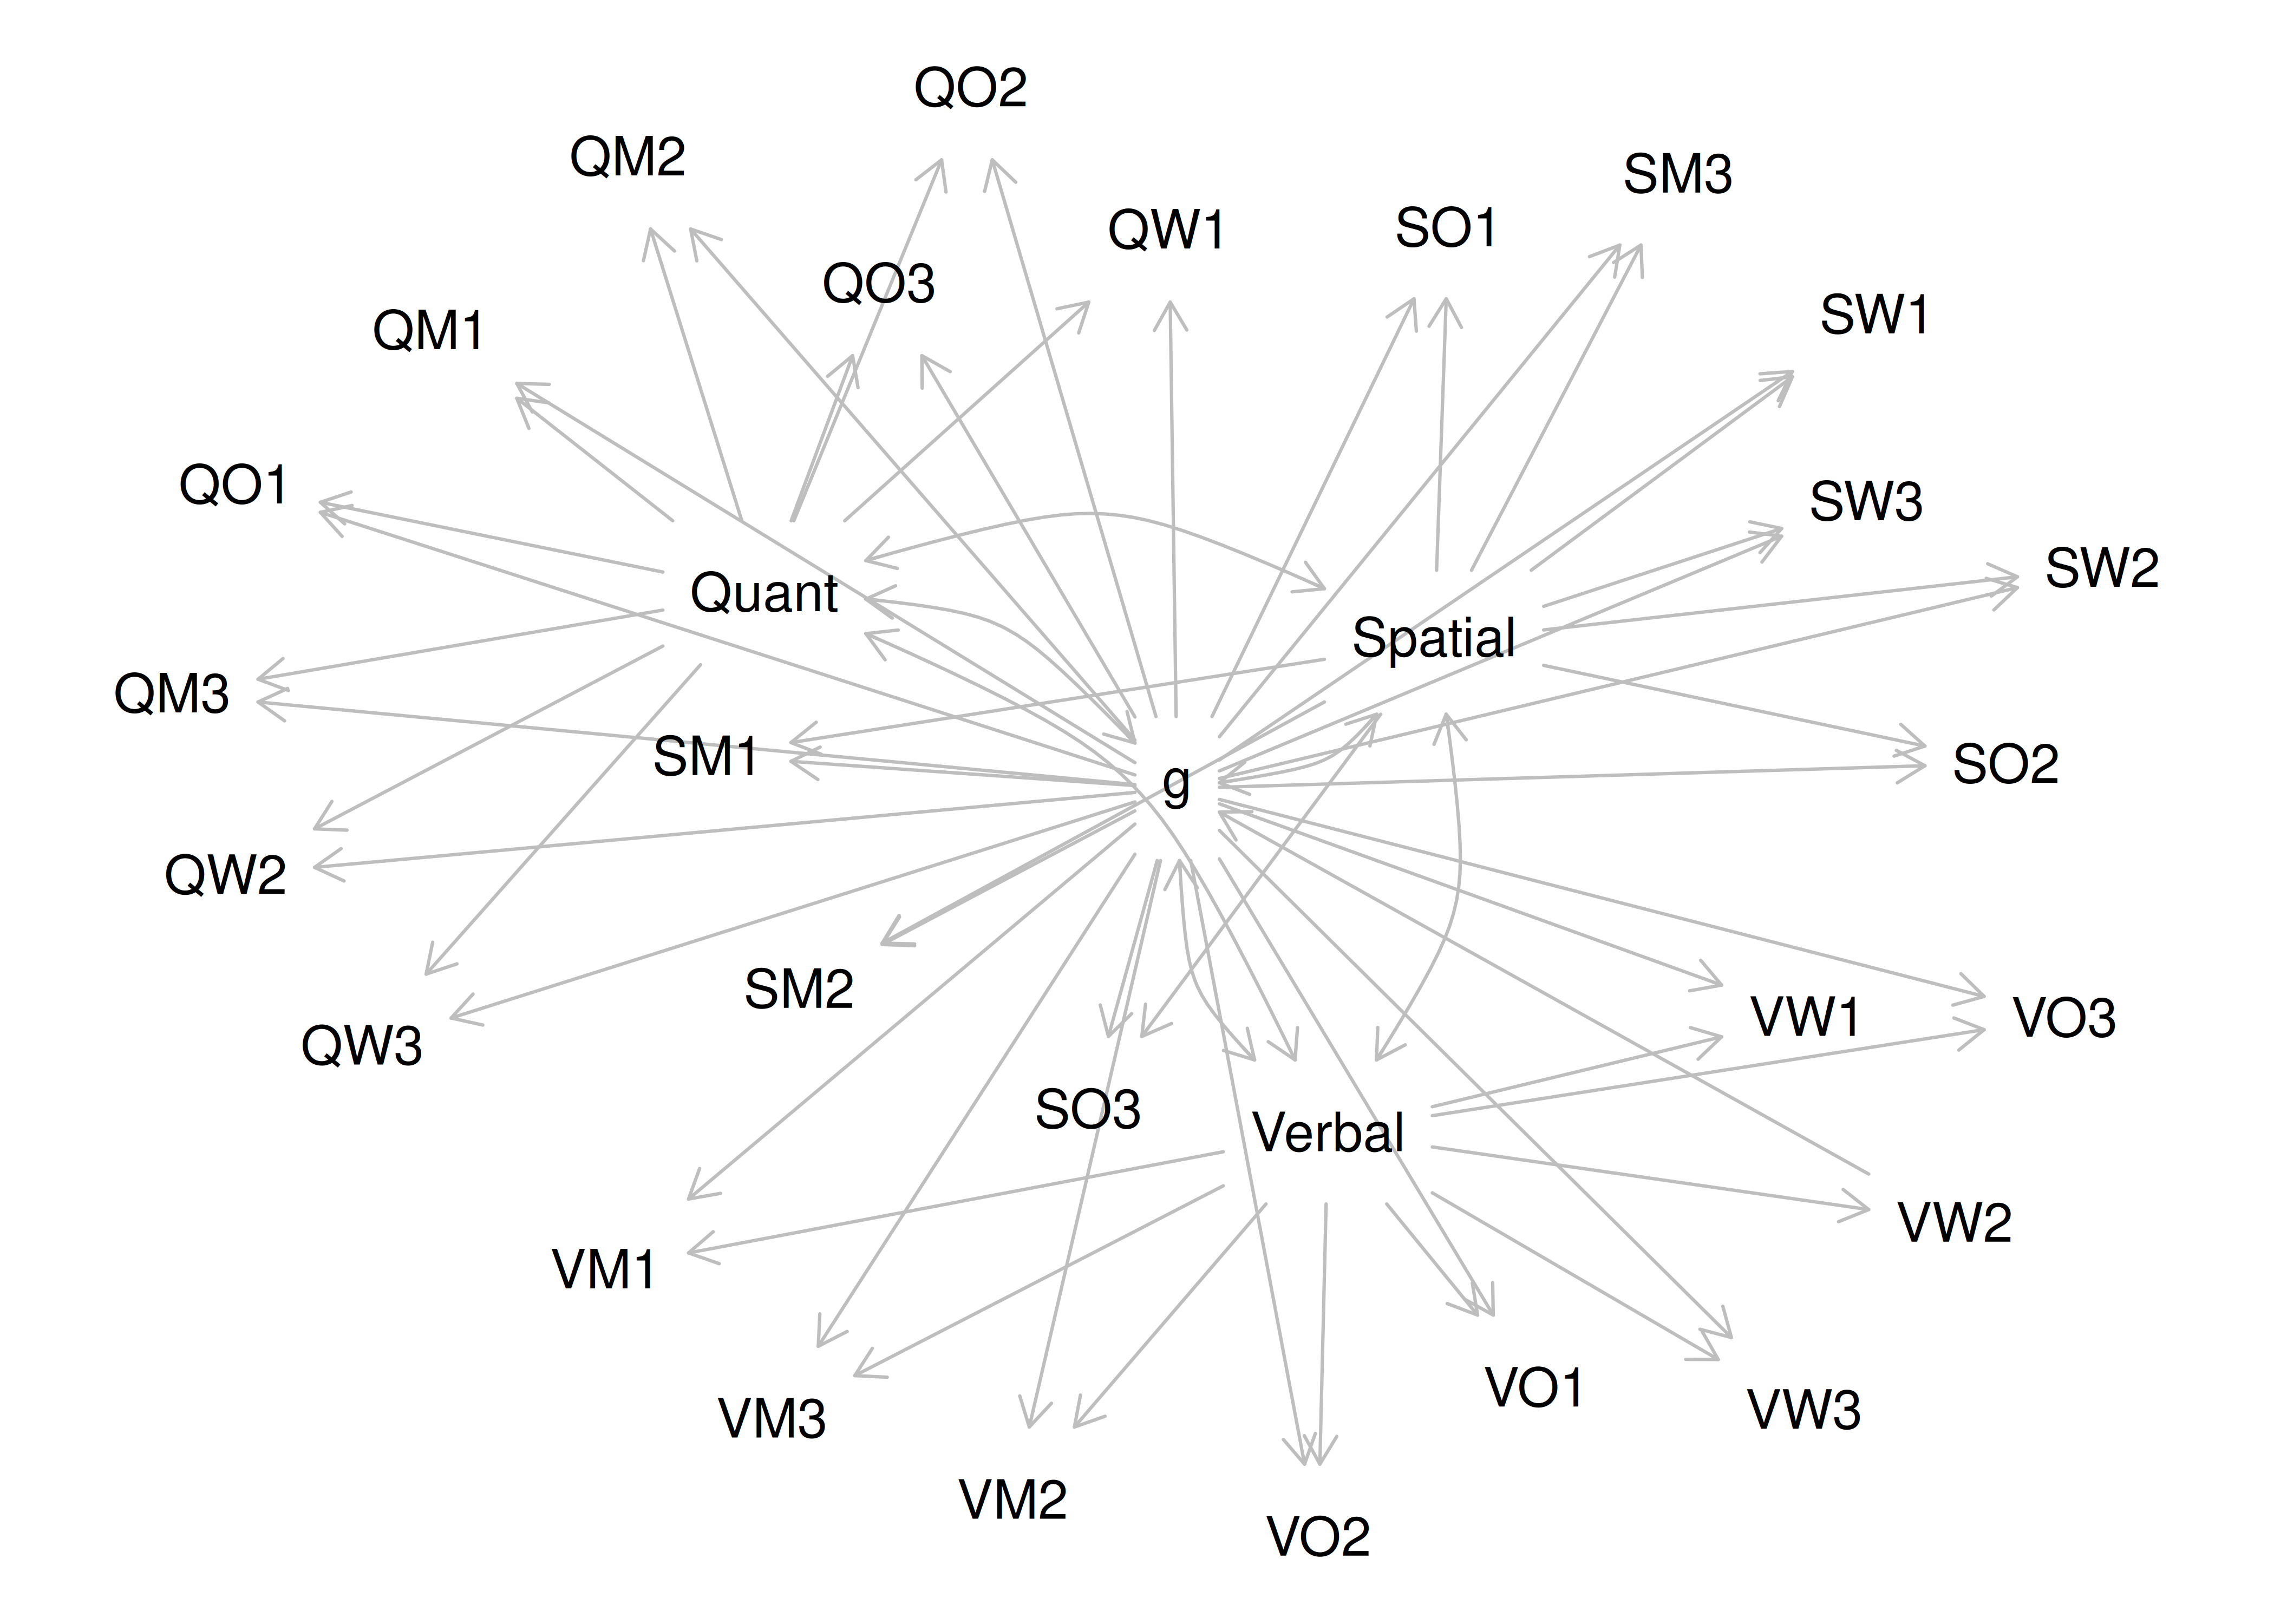 QO2
QM2
SM3
QW1
SO1
QO3
SW1
QM1
QO1
SW3
SW2
Quant
Spatial
QM3
SM1
g
SO2
QW2
SM2
VW1
VO3
QW3
SO3
Verbal
VW2
VM1
VO1
VW3
VM3
VM2
VO2